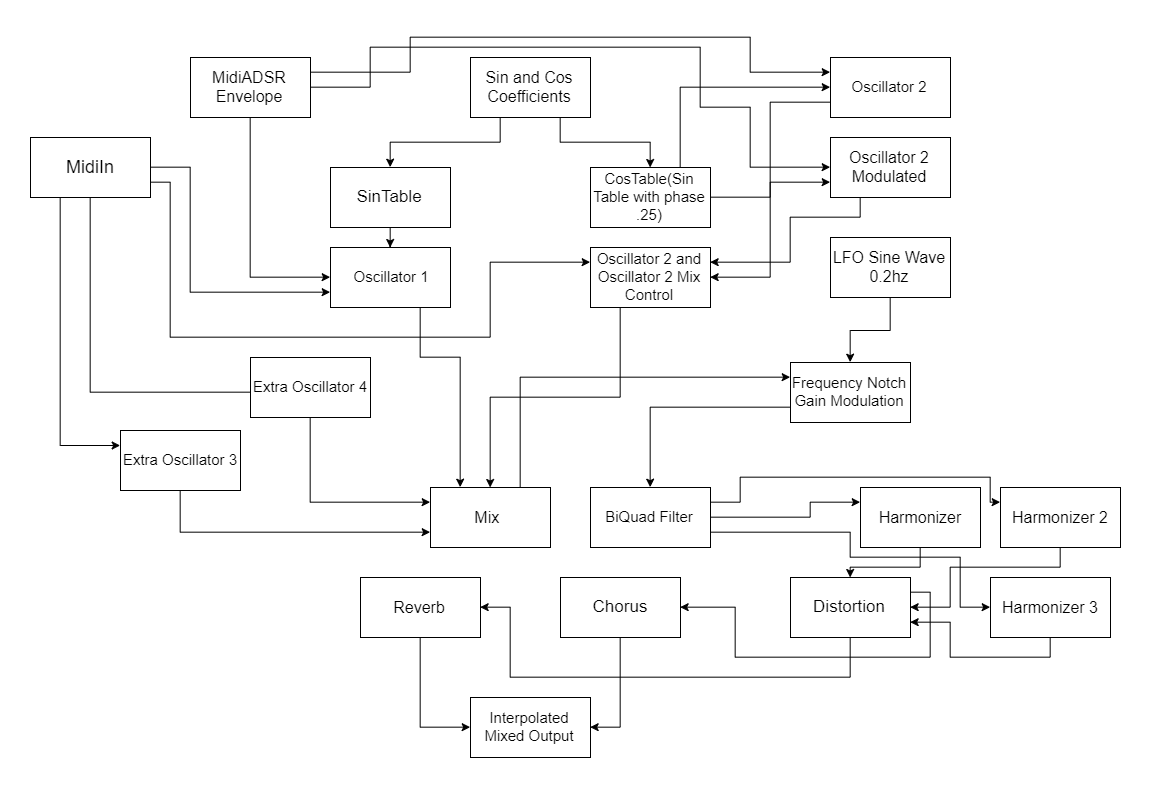 MidiADSR
Envelope
Sin and Cos
Coefficients
Oscillator 2
MidiIn
SinTable
CosTable(Sin
Table with phase
.25)
Oscillator 2
Modulated
Oscillator 1
Oscillator 2 and
Oscillator 2 Mix
Control
LFO Sine Wave
0.2hz
Extra Oscillator 4
Frequency Notch
Gain Modulation
Extra Oscillator 3
Mix
BiQuad Filter
Harmonizer
Harmonizer 2
Reverb
Chorus
Distortion
Harmonizer 3
Interpolated
Mixed Output